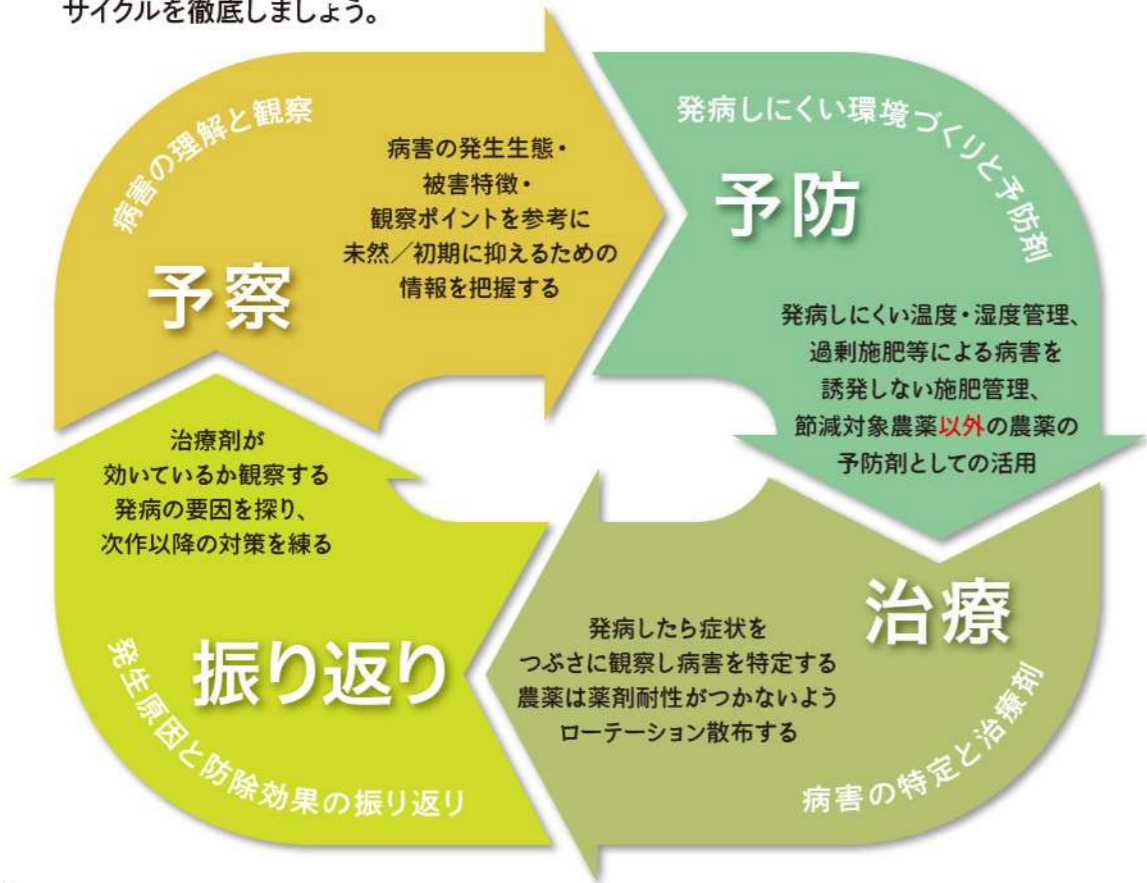 サイクルを徹底しましょう。
病害の理解と観察
予察
病害の発生生態・
被害特徴・
観察ポイントを参考に
未然／初期に抑えるための
情報を把握する
発病しにくい環境づくりと予防剤
予防
発病しにくい温度・湿度管理、
過剰施肥等による病害を
誘発しない施肥管理、
節減対象農薬以外の農薬の
予防剤としての活用
治療
発病したら症状を
つぶさに観察し病害を特定する
農薬は薬剤耐性がつかないよう
ローテーション散布する
病害の特定と治療剤
治療剤が
効いているか観察する
発病の要因を探り、
次作以降の対策を練る
振り返り
発生原因と防除効果の振り返り